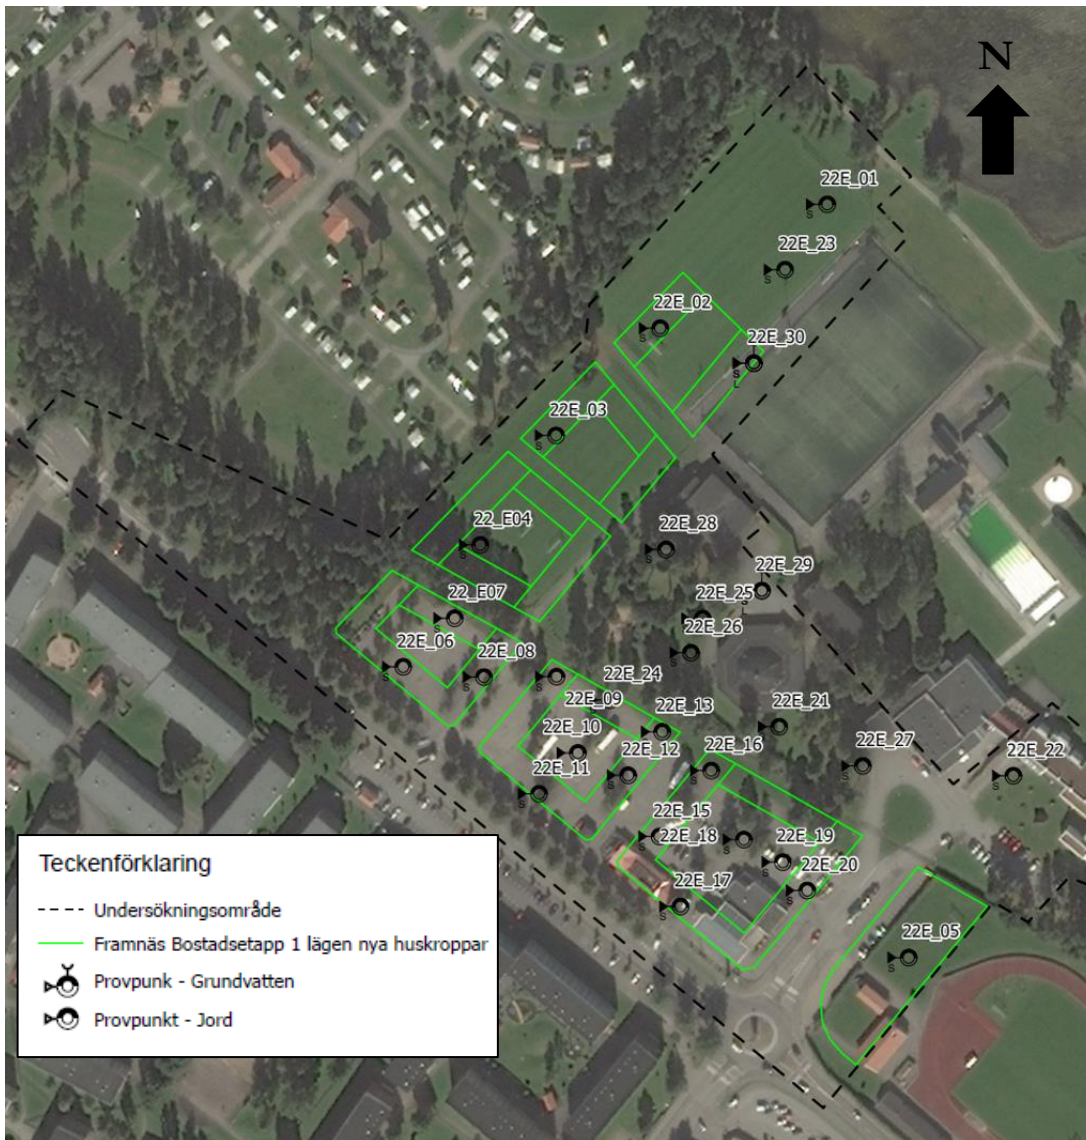 N
22E_01
22E_23
22E_02
22E_30
22E_03
22_E04
22E_28
22E_29
22E_25
22_E07
22E_26
22E_06
22E_08
22E_24
22E_09
22E_13
22E_21
22E_10
22E_12
22E_16
22E_11
22E_27
22E_22
22E_15
22E_18
22E_19
22E_20
22E_17
22E_05
Teckenförklaring
Undersökningsområde
Framnäs Bostadsetapp 1 lägen nya huskroppar
Provpunk - Grundvatten
Provpunkt - Jord